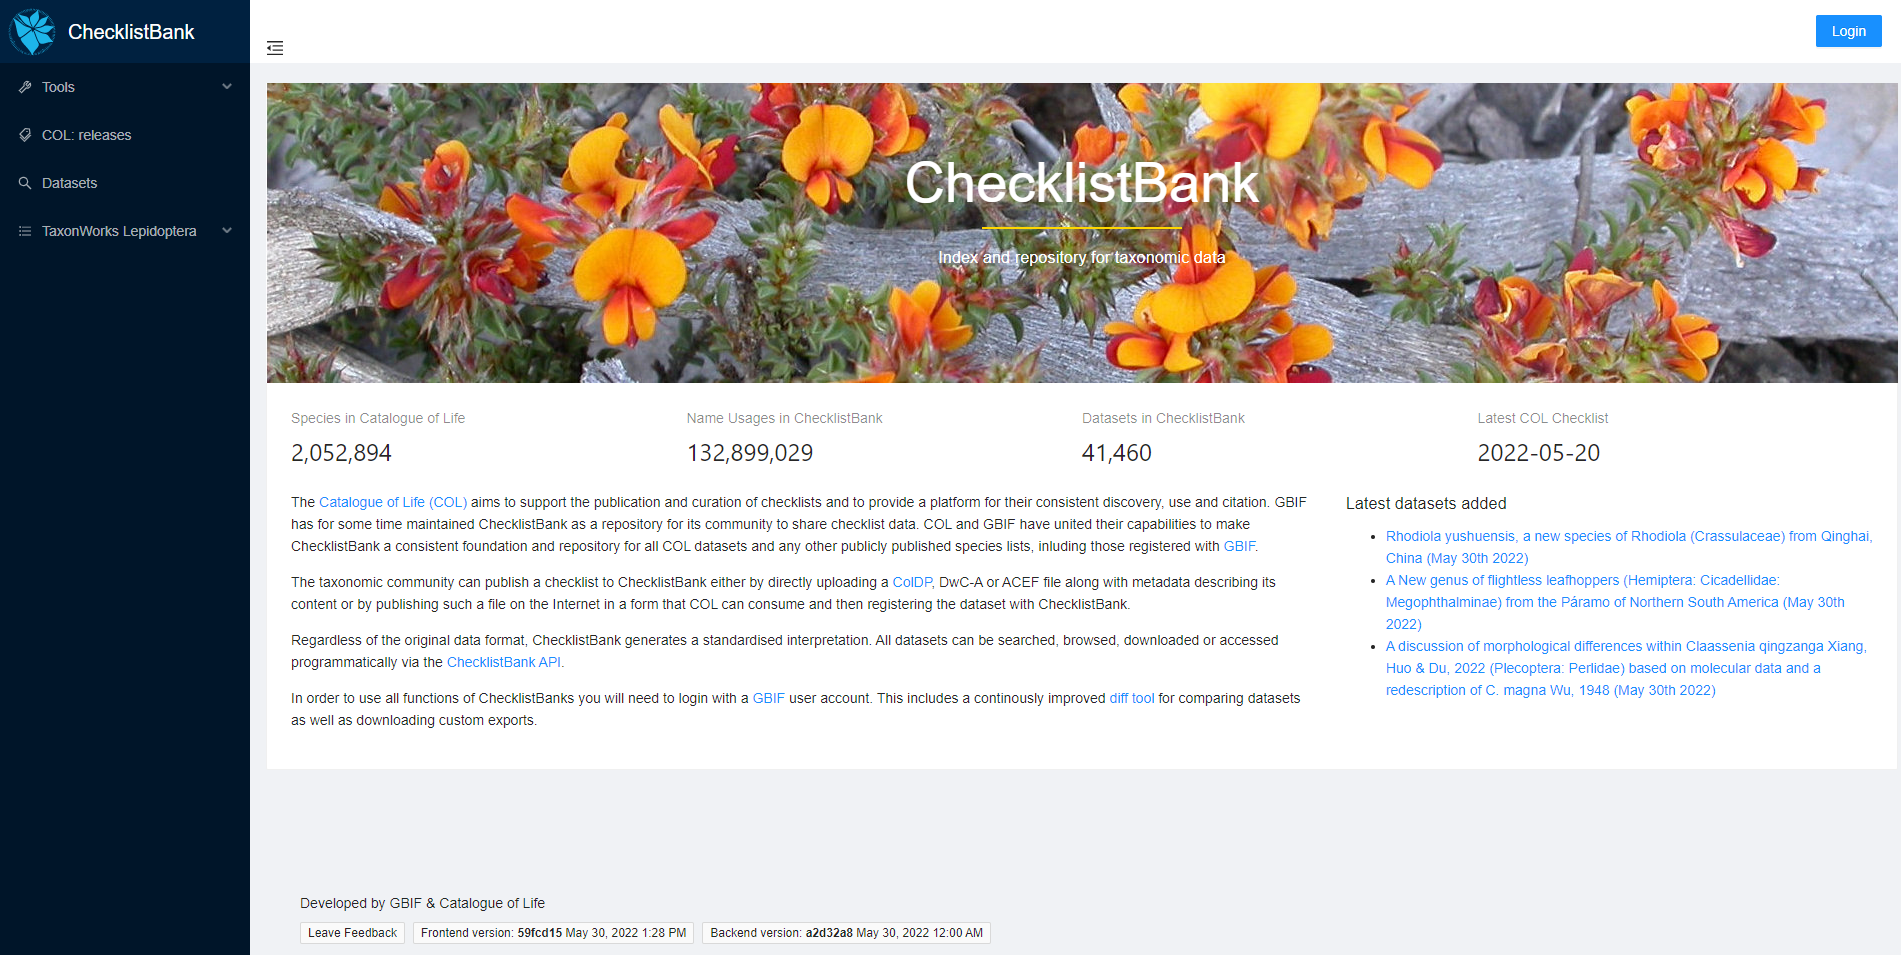 ChecklistBank
Login
Tools
COL: releases
Datasets
TaxonWorks Lepidoptera
ChecklistBank
Index and repository for taxonomic data
Species in Catalogue of Life
2,052,894
Name Usages in ChecklistBank
132,899,029
Datasets in ChecklistBank
41,460
Latest COL Checklist
2022-05-20
The Catalogue of Life (COL) aims to support the publication and curation of checklists and to provide a platform for their consistent discovery, use and citation. GBIF
has for some time maintained ChecklistBank as a repository for its community to share checklist data. COL and GBIF have united their capabilities to make
ChecklistBank a consistent foundation and repository for all COL datasets and any other publicly published species lists, inluding those registered with GBIF.
The taxonomic community can publish a checklist to ChecklistBank either by directly uploading a ColDP, DwC-A or ACEF file along with metadata describing its
content or by publishing such a file on the Internet in a form that COL can consume and then registering the dataset with ChecklistBank.
Regardless of the original data format, ChecklistBank generates a standardised interpretation. All datasets can be searched, browsed, downloaded or accessed
programmatically via the ChecklistBank API.
In order to use all functions of ChecklistBanks you will need to login with a GBIF user account. This includes a continously improved diff tool for comparing datasets
as well as downloading custom exports.
Latest datasets added
Rhodiola yushuensis, a new species of Rhodiola (Crassulaceae) from Qinghai,
China (May 30th 2022)
A New genus of flightless leafhoppers (Hemiptera: Cicadellidae:
Megophthalminae) from the Páramo of Northern South America (May 30th
2022)
A discussion of morphological differences within Claassenia qingzanga Xiang,
Huo & Du, 2022 (Plecoptera: Perlidae) based on molecular data and a
redescription of C. magna Wu, 1948 (May 30th 2022)
Developed by GBIF & Catalogue of Life
Leave Feedback
Frontend version: 59fcd15 May 30, 2022 1:28 PM
Backend version: a2d32a8 May 30, 2022 12:00 AM